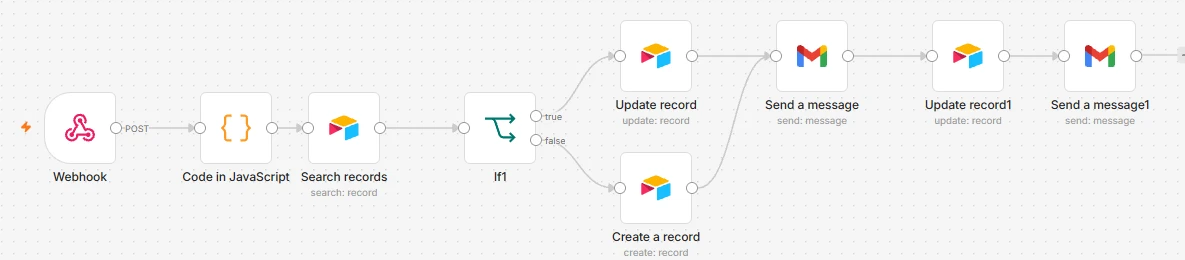 POST
Webhook
Code in JavaScript
Search records
search: record
true
false
If1
Update record
update: record
Create a record
create: record
Send a message
send: message
Update record1
update: record
Send a message1
send: message